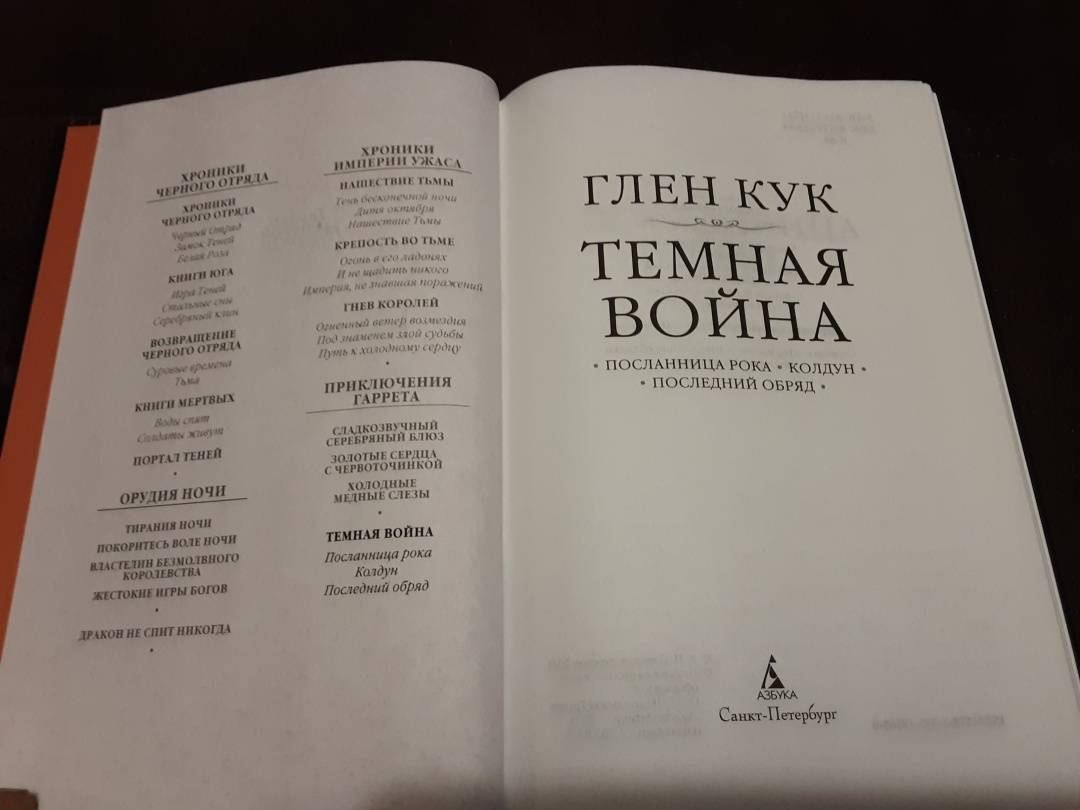 ХРОНИКИ
ЧЕРНОГО ОТРЯДА
ХРОНИКИ
ЧЕРНОГО ОТРЯДА
Черный Отряд
Замок Теней
Белая Роза
КНИГИ ЮГА
Игра Теней
Стальные сны
Серебряный клин
ВОЗВРАЩЕНИЕ
ЧЕРНОГО ОТРЯДА
Суровые времена
Тьма
КНИГИ МЕРТВЫХ
Воды спят
Солдаты живут
ПОРТАЛ ТЕНЕЙ
•
ОРУДИЯ НОЧИ
ТИРАНИЯ НОЧИ
ПОКОРИТЕСЬ ВОЛЕ НОЧИ
ВЛАСТЕЛИН БЕЗМОЛВНОГО
КОРОЛЕВСТВА
ЖЕСТОКИЕ ИГРЫ БОГОВ
•
ДРАКОН НЕ СПИТ НИКОГДА
•
ХРОНИКИ
ИМПЕРИИ УЖАСА
НАШЕСТВИЕ ТЬМЫ
Тень бесконечной ночи
Дитя октября
Нашествие Тьмы
КРЕПОСТЬ ВО ТЬМЕ
Огонь в его ладонях
И не щадить никого
Империя, не знавшая поражений
ГНЕВ КОРОЛЕЙ
Огненный ветер возмездия
Под знаменем злой судьбы
Путь к холодному сердцу
•
ПРИКЛЮЧЕНИЯ
ГАРРЕТА
СЛАДКОЗВУЧНЫЙ
СЕРЕБРЯНЫЙ БЛЮЗ
ЗОЛОТЫЕ СЕРДЦА
С ЧЕРВОТОЧИНКОЙ
ХОЛОДНЫЕ
МЕДНЫЕ СЛЕЗЫ
•
ТЕМНАЯ ВОЙНА
Посланница рока
Колдун
Последний обряд
ГЛЕН КУК
ТЕМНАЯ
ВОЙНА
• ПОСЛАННИЦА РОКА • КОЛДУН •
• ПОСЛЕДНИЙ ОБРЯД •
АЗБУКА
Санкт-Петербург